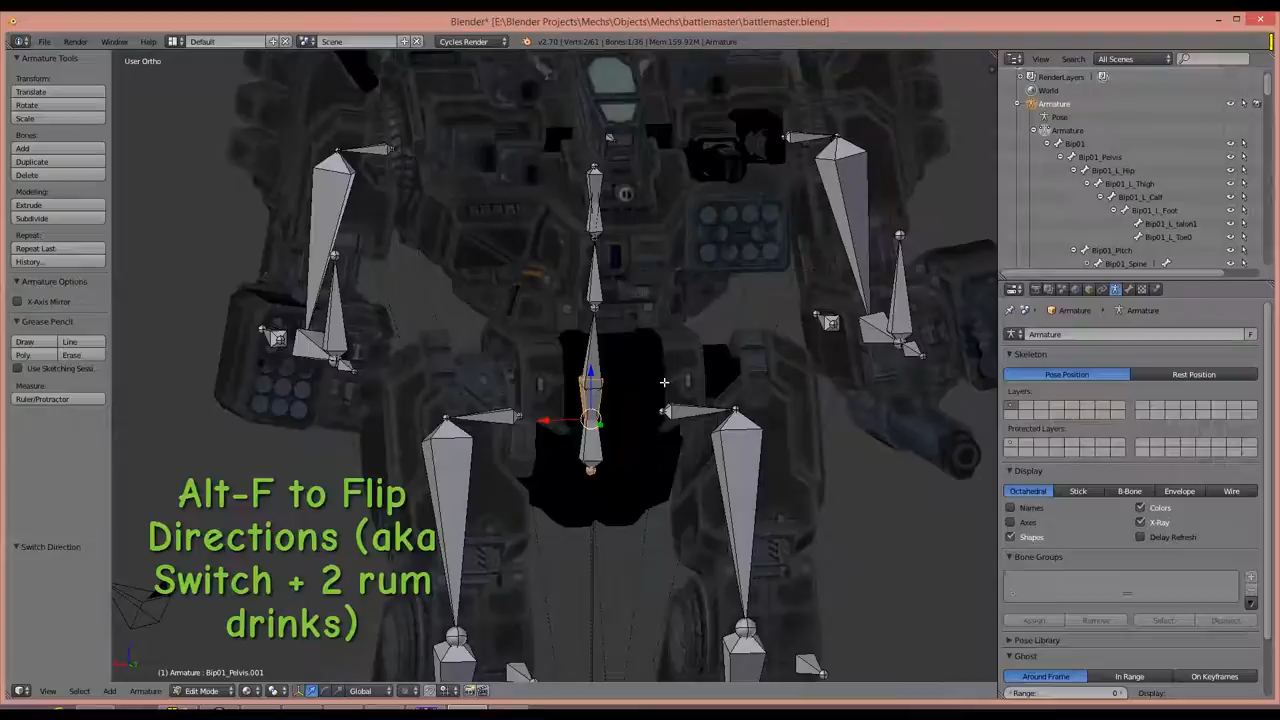 Blender* [E:\Blender Projects\Mechs\Objects\Mechs\battlemaster\battlemaster.blend]
File Render Window Help Default Scene Cycles Render v2.70 | Verts:2/61 | Bones:1/36 | Mem:159.92M | Armature
Armature Tools
Transform:
Translate
Rotate
Scale
Bones:
Add
Duplicate
Delete
Modeling:
Extrude
Subdivide
Repeat:
Repeat Last
History...
Armature Options
X-Axis Mirror
Grease Pencil
Draw Line
Poly Erase
Use Sketching Sessi
Measure:
Ruler/Protractor
Switch Direction
User Ortho
Alt-F to Flip
Directions (aka
Switch + 2 rum
drinks)
(1) Armature : Bip01_Pelvis.001
View Select Add Armature Edit Mode Global
View Search All Scenes
RenderLayers
World
Armature
Pose
Armature
Bip01
Bip01_Pelvis
Bip01_L_Hip
Bip01_L_Thigh
Bip01_L_Calf
Bip01_L_Foot
Bip01_L_talon1
Bip01_L_Toe0
Bip01_Pitch
Bip01_Spine
Armature Armature
Armature F
Skeleton
Pose Position Rest Position
Layers:
Protected Layers:
Display
Octahedral Stick B-Bone Envelope Wire
Names Colors
Axes X-Ray
Shapes Delay Refresh
Bone Groups
Assign Remove Select Deselect
Pose Library
Ghost
Around Frame In Range On Keyframes
Range: 0 Display: